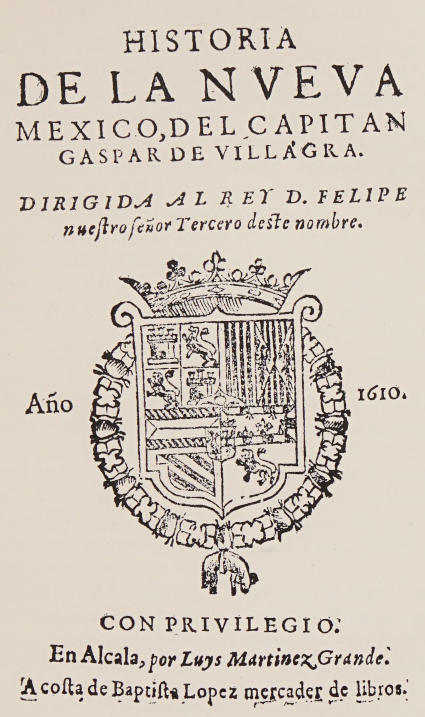 HISTORIA
DE LA NVEVA
MEXICO, DEL CAPITAN
GASPAR DE VILLAGRA.
DIRIGIDA AL REY D. FELIPE
nueſtro ſeñor Tercero deſte nombre.
Año 1610.
CON PRIVILEGIO.
En Alcala, por Luys Martinez Grande.
A coſta de Baptiſta Lopez mercader de libros.